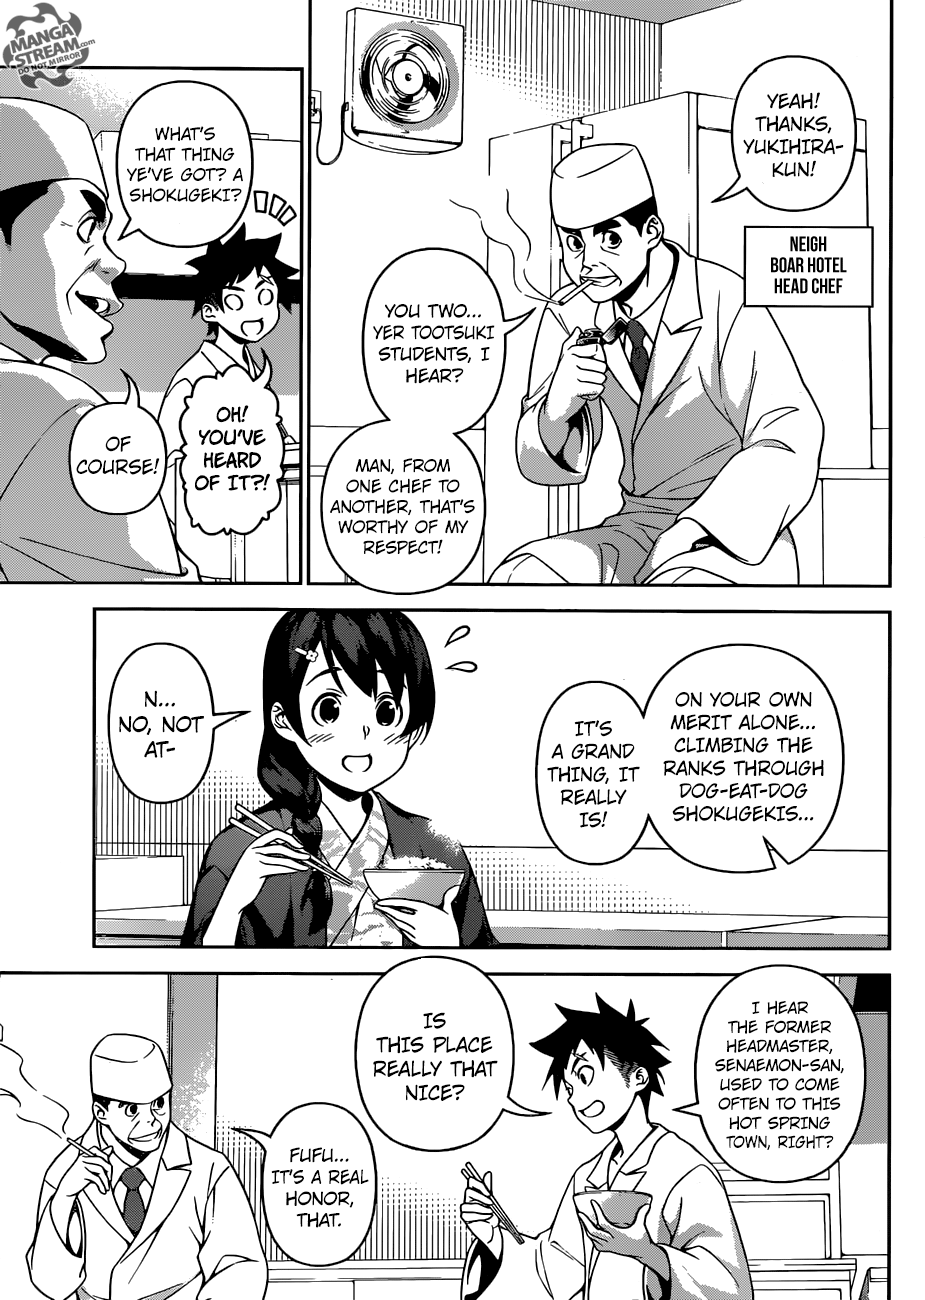 MANGA
STREAM.com
DO NOT MIRROR
YEAH!
THANKS,
YUKIHIRA-
KUN!
NEIGH
BOAR HOTEL
HEAD CHEF
YOU TWO...
YER TOOTSUKI
STUDENTS, I
HEAR?
MAN, FROM
ONE CHEF TO
ANOTHER, THAT'S
WORTHY OF MY
RESPECT!
WHAT'S
THAT THING
YE'VE GOT? A
SHOKUGEKI?
OH!
YOU'VE
HEARD
OF IT?!
OF
COURSE!
ON YOUR OWN
MERIT ALONE...
CLIMBING THE
RANKS THROUGH
DOG-EAT-DOG
SHOKUGEKIS...
IT'S
A GRAND
THING, IT
REALLY
IS!
N...
NO, NOT
AT-
I HEAR
THE FORMER
HEADMASTER,
SENAEMON-SAN,
USED TO COME
OFTEN TO THIS
HOT SPRING
TOWN, RIGHT?
IS
THIS PLACE
REALLY THAT
NICE?
FUFU...
IT'S A REAL
HONOR,
THAT.